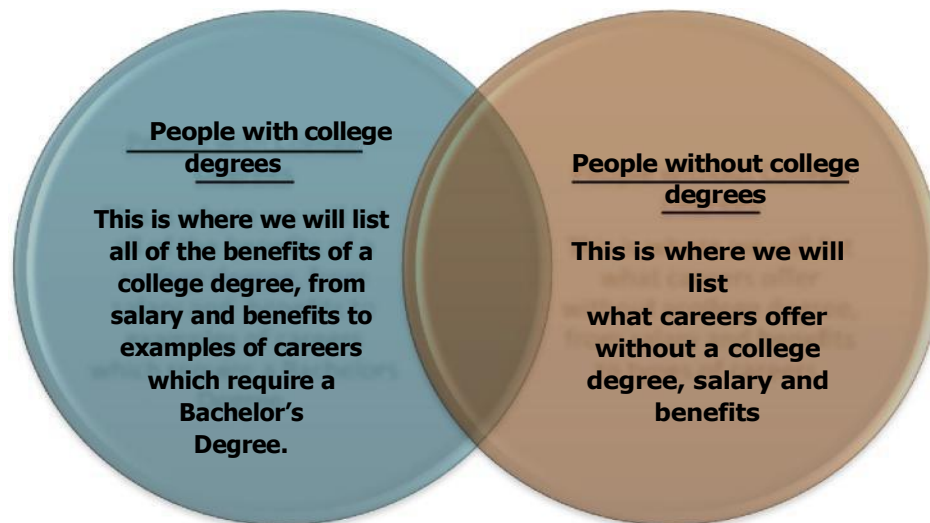 People with college
degrees
This is where we will list
all of the benefits of a
college degree, from
salary and benefits to
examples of careers
which require a
Bachelor’s
Degree.
People without college
degrees
This is where we will
list
what careers offer
without a college
degree, salary and
benefits